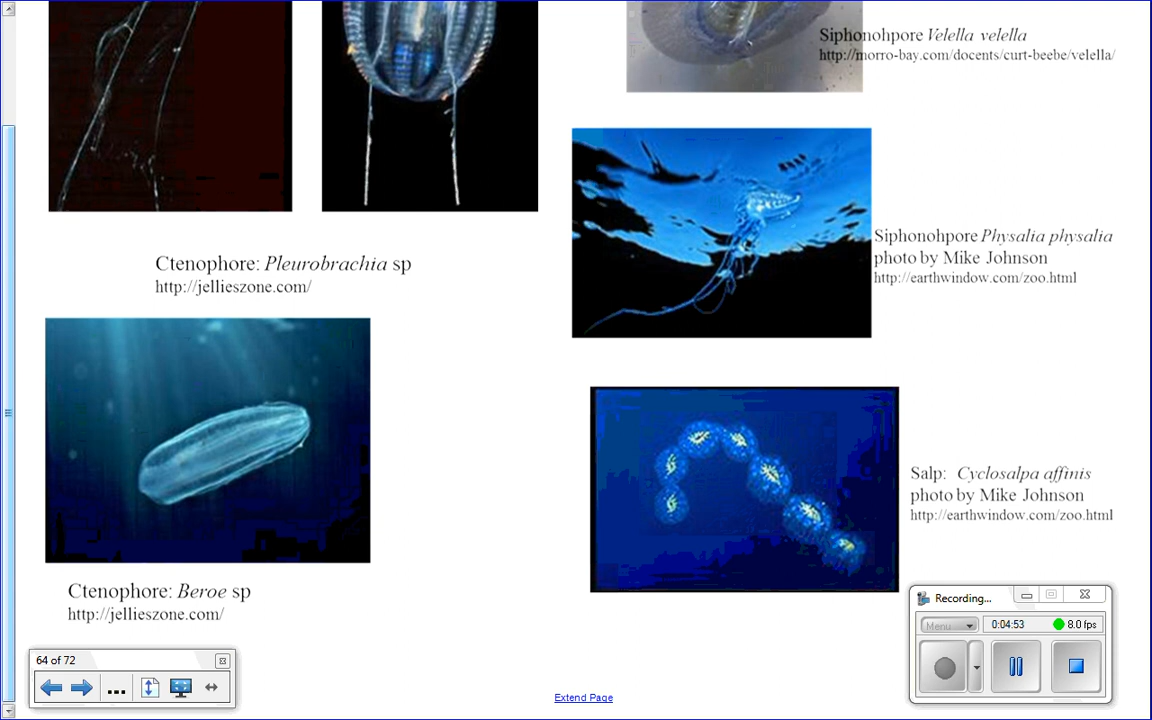 Siphonohpore Velella velella
http://morro-bay.com/docents/curt-beebe/velella/
Siphonohpore Physalia physalia
photo by Mike Johnson
http://earthwindow.com/zoo.html
Ctenophore: Pleurobrachia sp
http://jellieszone.com/
Salp: Cyclosalpa affinis
photo by Mike Johnson
http://earthwindow.com/zoo.html
Ctenophore: Beroe sp
http://jellieszone.com/
Recording...
Menu
0:04:53
8.0 fps
64 of 72
...
Extend Page